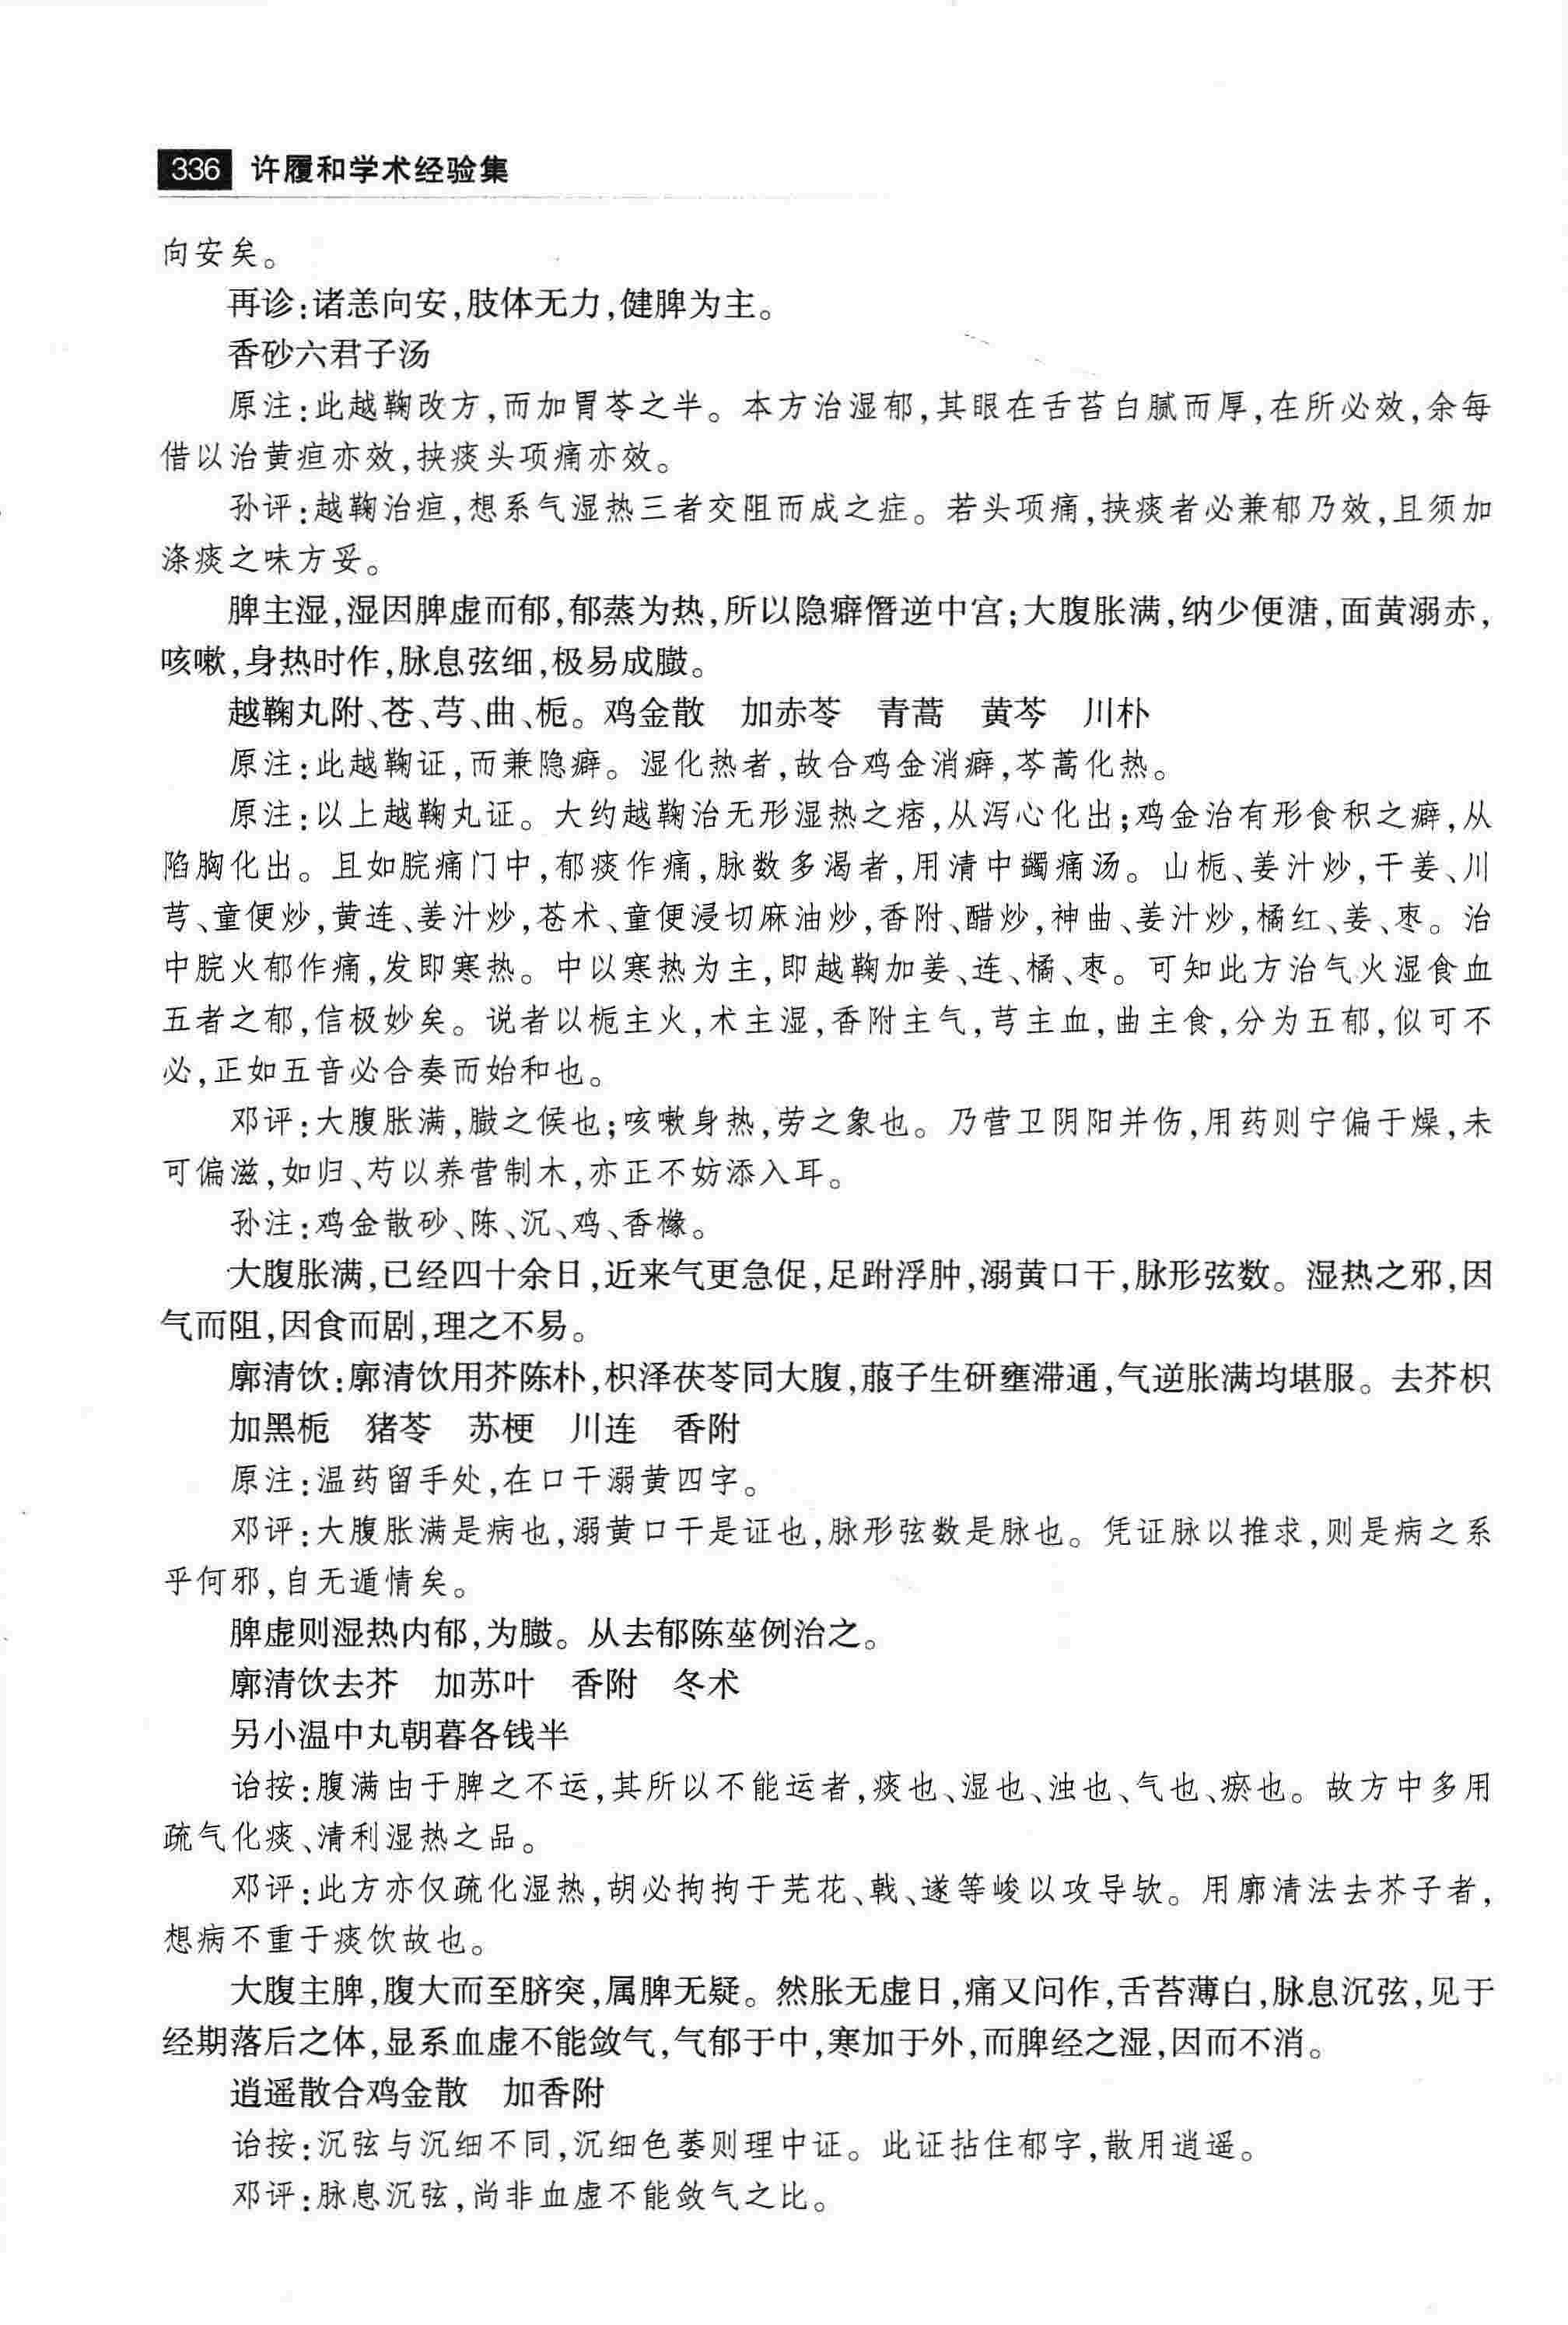 336 许履和学术经验集
向安矣。
再诊：诸恙向安，肢体无力，健脾为主。
香砂六君子汤
原注：此越鞠改方，而加胃苓之半。本方治湿郁，其眼在舌苔白腻而厚，在所必效，余每
借以治黄疸亦效，挟痰头项痛亦效。
孙评：越鞠治疸，想系气湿热三者交阻而成之症。若头项痛，挟痰者必兼郁乃效，且须加
涤痰之味方妥。
脾主湿，湿因脾虚而郁，郁蒸为热，所以隐癖僭逆中宫；大腹胀满，纳少便溏，面黄溺赤，
咳嗽，身热时作，脉息弦细，极易成臌。
越鞠丸附、苍、芎、曲、栀。鸡金散　加赤苓　青蒿　黄芩　川朴
原注：此越鞠证，而兼隐癖。湿化热者，故合鸡金消癖，芩蒿化热。
原注：以上越鞠丸证。大约越鞠治无形湿热之痞，从泻心化出；鸡金治有形食积之癖，从
陷胸化出。且如脘痛门中，郁痰作痛，脉数多渴者，用清中蠲痛汤。山栀、姜汁炒，干姜、川
芎、童便炒，黄连、姜汁炒，苍术、童便浸切麻油炒，香附、醋炒，神曲、姜汁炒，橘红、姜、枣。治
中脘火郁作痛，发即寒热。中以寒热为主，即越鞠加姜、连、橘、枣。可知此方治气火湿食血
五者之郁，信极妙矣。说者以栀主火，术主湿，香附主气，芎主血，曲主食，分为五郁，似可不
必，正如五音必合奏而始和也。
邓评：大腹胀满，臌之候也；咳嗽身热，劳之象也。乃营卫阴阳并伤，用药则宁偏于燥，未
可偏滋，如归、芍以养营制木，亦正不妨添入耳。
孙注：鸡金散砂、陈、沉、鸡、香橼。
大腹胀满，已经四十余日，近来气更急促，足跗浮肿，溺黄口干，脉形弦数。湿热之邪，因
气而阻，因食而剧，理之不易。
廓清饮：廓清饮用芥陈朴，枳泽茯苓同大腹，菔子生研壅滞通，气逆胀满均堪服。去芥枳
加黑栀　猪苓　苏梗　川连　香附
原注：温药留手处，在口干溺黄四字。
邓评：大腹胀满是病也，溺黄口干是证也，脉形弦数是脉也。凭证脉以推求，则是病之系
乎何邪，自无遁情矣。
脾虚则湿热内郁，为臌。从去郁陈莝例治之。
廓清饮去芥　加苏叶　香附　冬术
另小温中丸朝暮各钱半
诒按：腹满由于脾之不运，其所以不能运者，痰也、湿也、浊也、气也、瘀也。故方中多用
疏气化痰、清利湿热之品。
邓评：此方亦仅疏化湿热，胡必拘拘于芫花、戟、遂等峻以攻导欤。用廓清法去芥子者，
想病不重于痰饮故也。
大腹主脾，腹大而至脐突，属脾无疑。然胀无虚日，痛又问作，舌苔薄白，脉息沉弦，见于
经期落后之体，显系血虚不能敛气，气郁于中，寒加于外，而脾经之湿，因而不消。
逍遥散合鸡金散　加香附
诒按：沉弦与沉细不同，沉细色萎则理中证。此证拈住郁字，散用逍遥。
邓评：脉息沉弦，尚非血虚不能敛气之比。